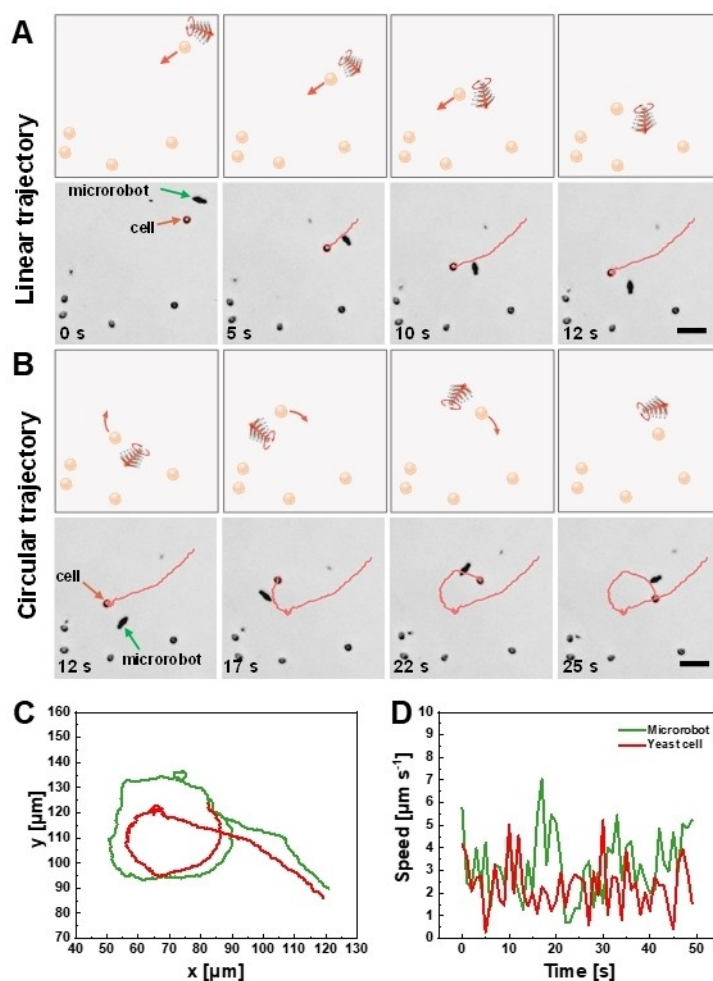 A
Linear trajectory
microrobot
cell
0 s
5 s
10 s
12 s
B
Circular trajectory
cell
microrobot
12 s
17 s
22 s
25 s
C
160
150
140
130
120
110
100
90
80
70
y [µm]
40 50 60 70 80 90 100 110 120 130
x [µm]
D
10
9
8
7
6
5
4
3
2
1
0
Speed [µm s⁻¹]
Microrobot
Yeast cell
0 10 20 30 40 50
Time [s]